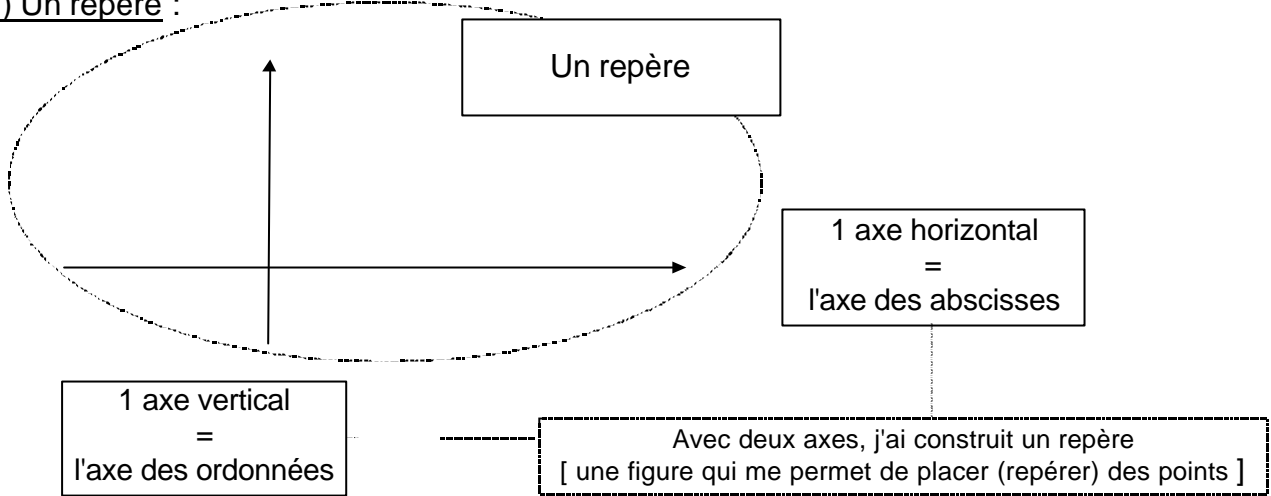 ) Un repère :
Un repère
1 axe horizontal
=
l'axe des abscisses
1 axe vertical
=
l'axe des ordonnées
Avec deux axes, j'ai construit un repère
[ une figure qui me permet de placer (repérer) des points ]